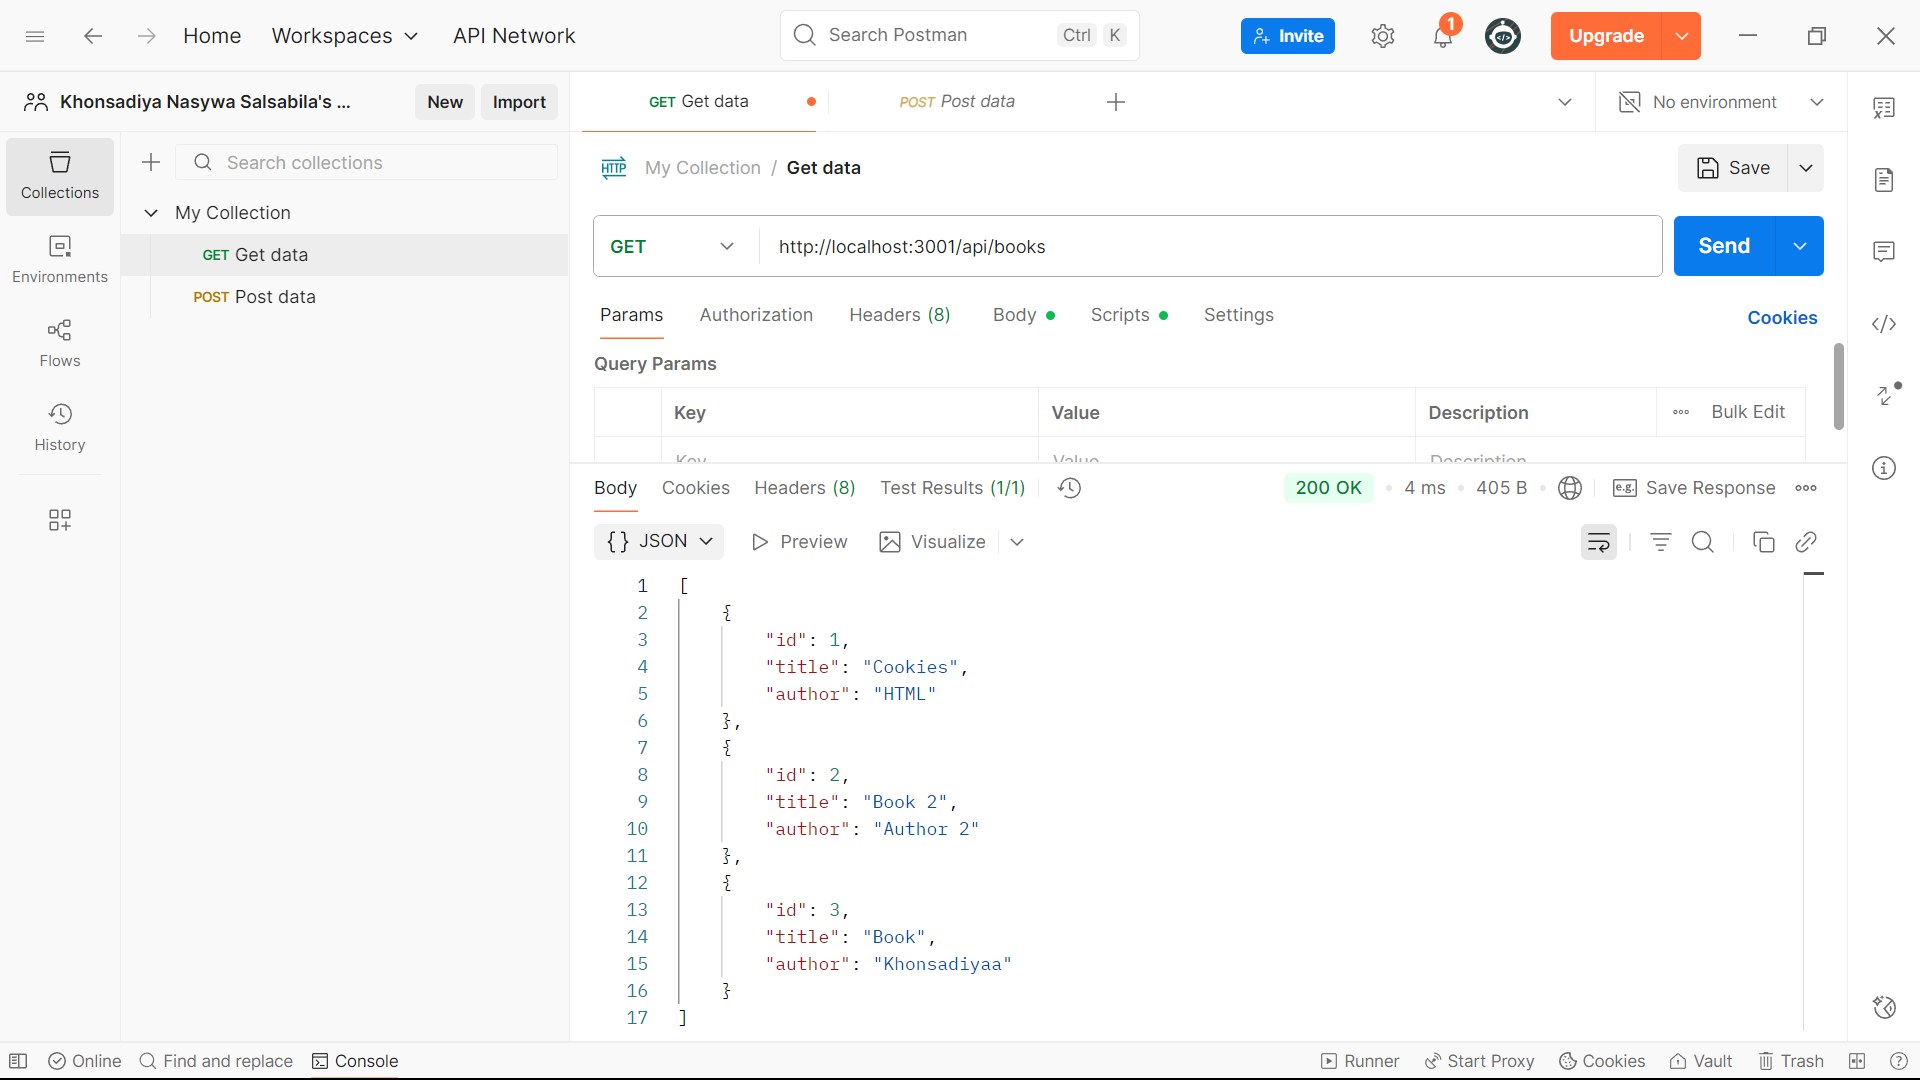 Home Workspaces API Network Search Postman Ctrl K Invite 1 Upgrade
Khonsadiya Nasywa Salsabila's ... New Import GET Get data POST Post data No environment
Collections
Search collections
HTTP My Collection / Get data Save
My Collection
GET Get data
POST Post data
Environments
Flows
History
GET http://localhost:3001/api/books Send
Params Authorization Headers (8) Body Scripts Settings Cookies
Query Params
Key Value Description Bulk Edit
Key Value Description
Body Cookies Headers (8) Test Results (1/1) 200 OK 4 ms 405 B e.g. Save Response
{} JSON Preview Visualize
1 [
2 {
3 "id": 1,
4 "title": "Cookies",
5 "author": "HTML"
6 },
7 {
8 "id": 2,
9 "title": "Book 2",
10 "author": "Author 2"
11 },
12 {
13 "id": 3,
14 "title": "Book",
15 "author": "Khonsadiyaa"
16 }
17 ]
Online Find and replace Console Runner Start Proxy Cookies Vault Trash